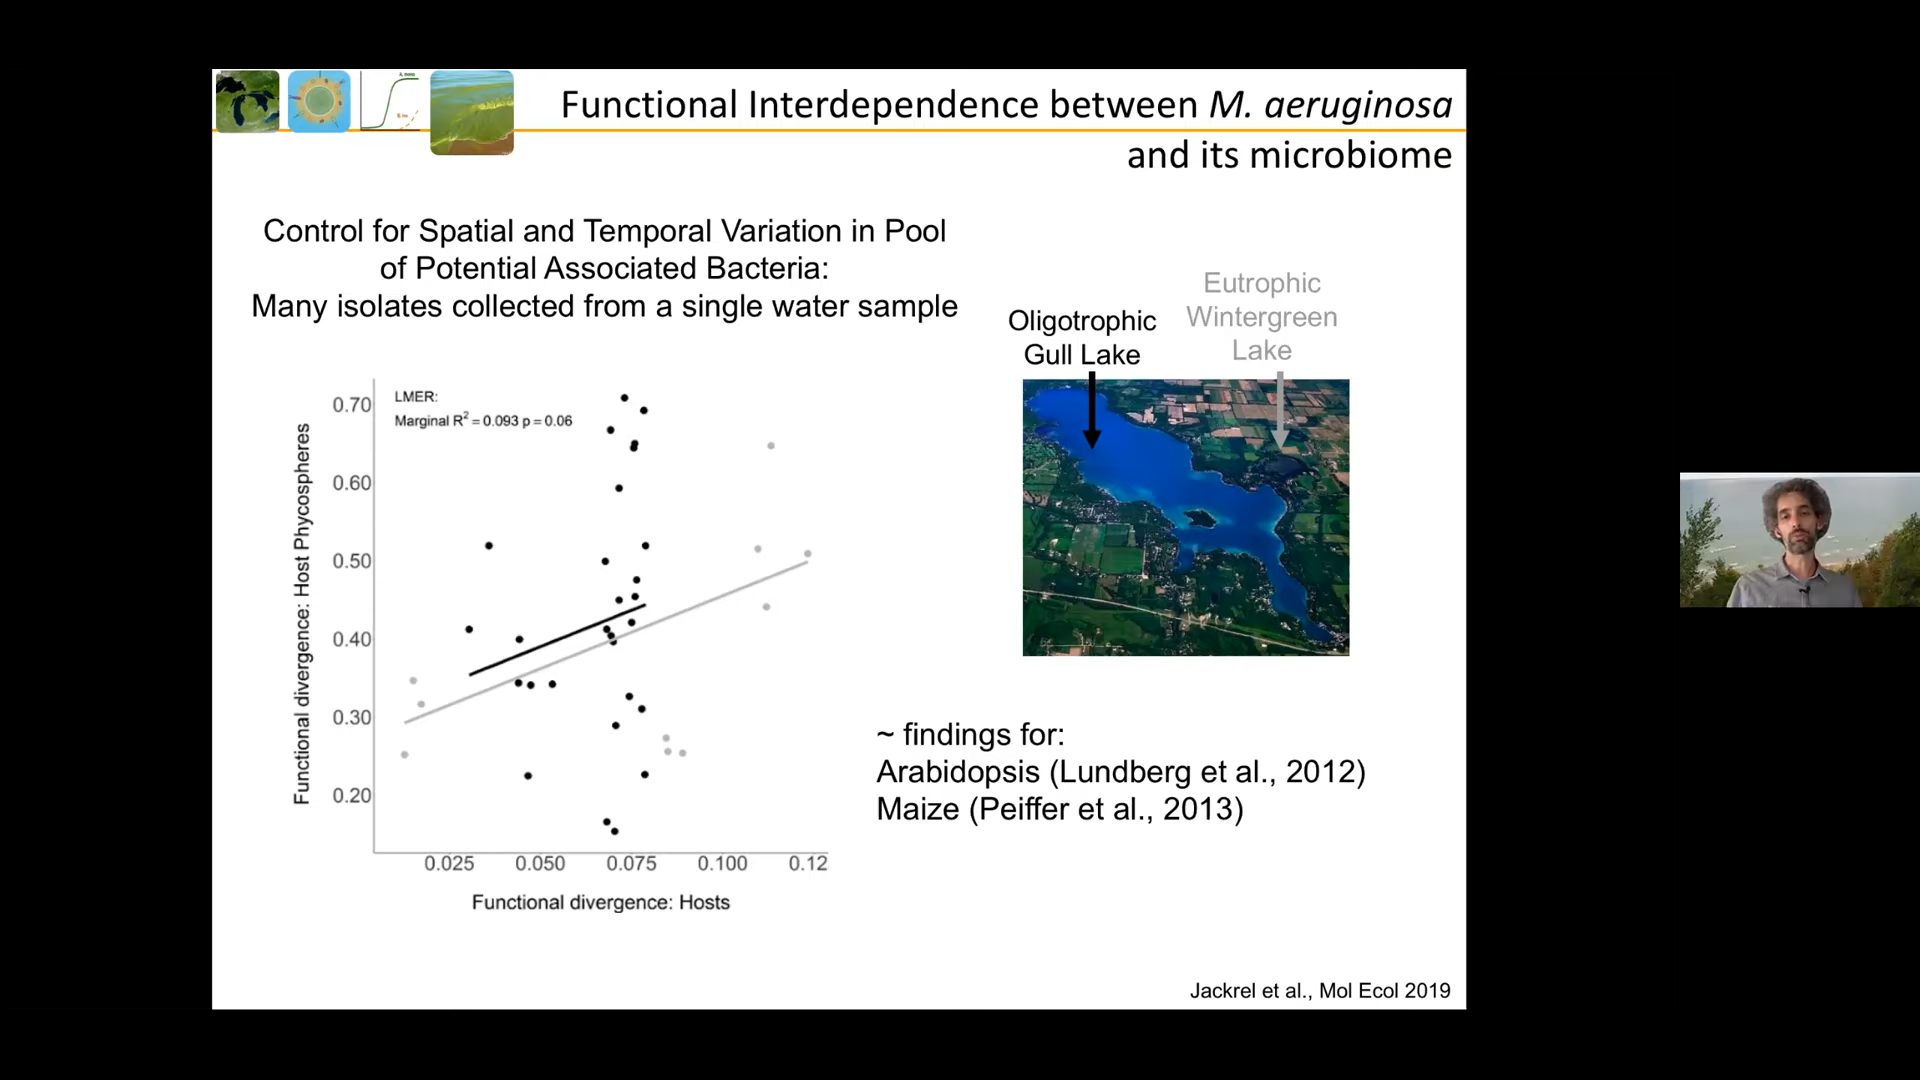 Functional Interdependence between M. aeruginosa
and its microbiome
Control for Spatial and Temporal Variation in Pool
of Potential Associated Bacteria:
Many isolates collected from a single water sample
Oligotrophic
Gull Lake
Eutrophic
Wintergreen
Lake
LMER:
Marginal R² = 0.093 p = 0.06
Functional divergence: Host Phycospheres
0.70
0.60
0.50
0.40
0.30
0.20
0.025 0.050 0.075 0.100 0.12
Functional divergence: Hosts
~ findings for:
Arabidopsis (Lundberg et al., 2012)
Maize (Peiffer et al., 2013)
Jackrel et al., Mol Ecol 2019